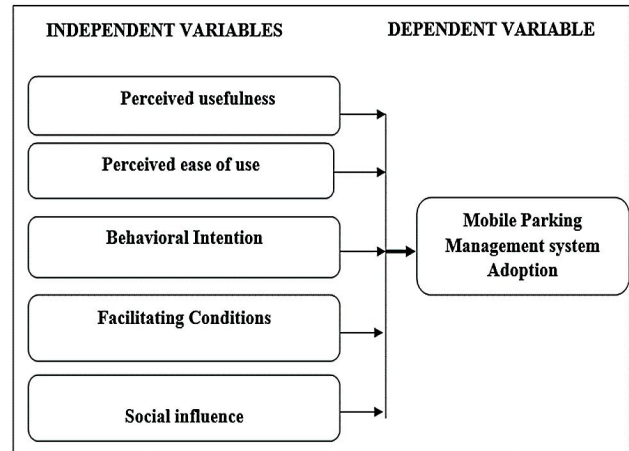 INDEPENDENT VARIABLES
DEPENDENT VARIABLE
Perceived usefulness
Perceived ease of use
Behavioral Intention
Facilitating Conditions
Social influence
Mobile Parking
Management system
Adoption